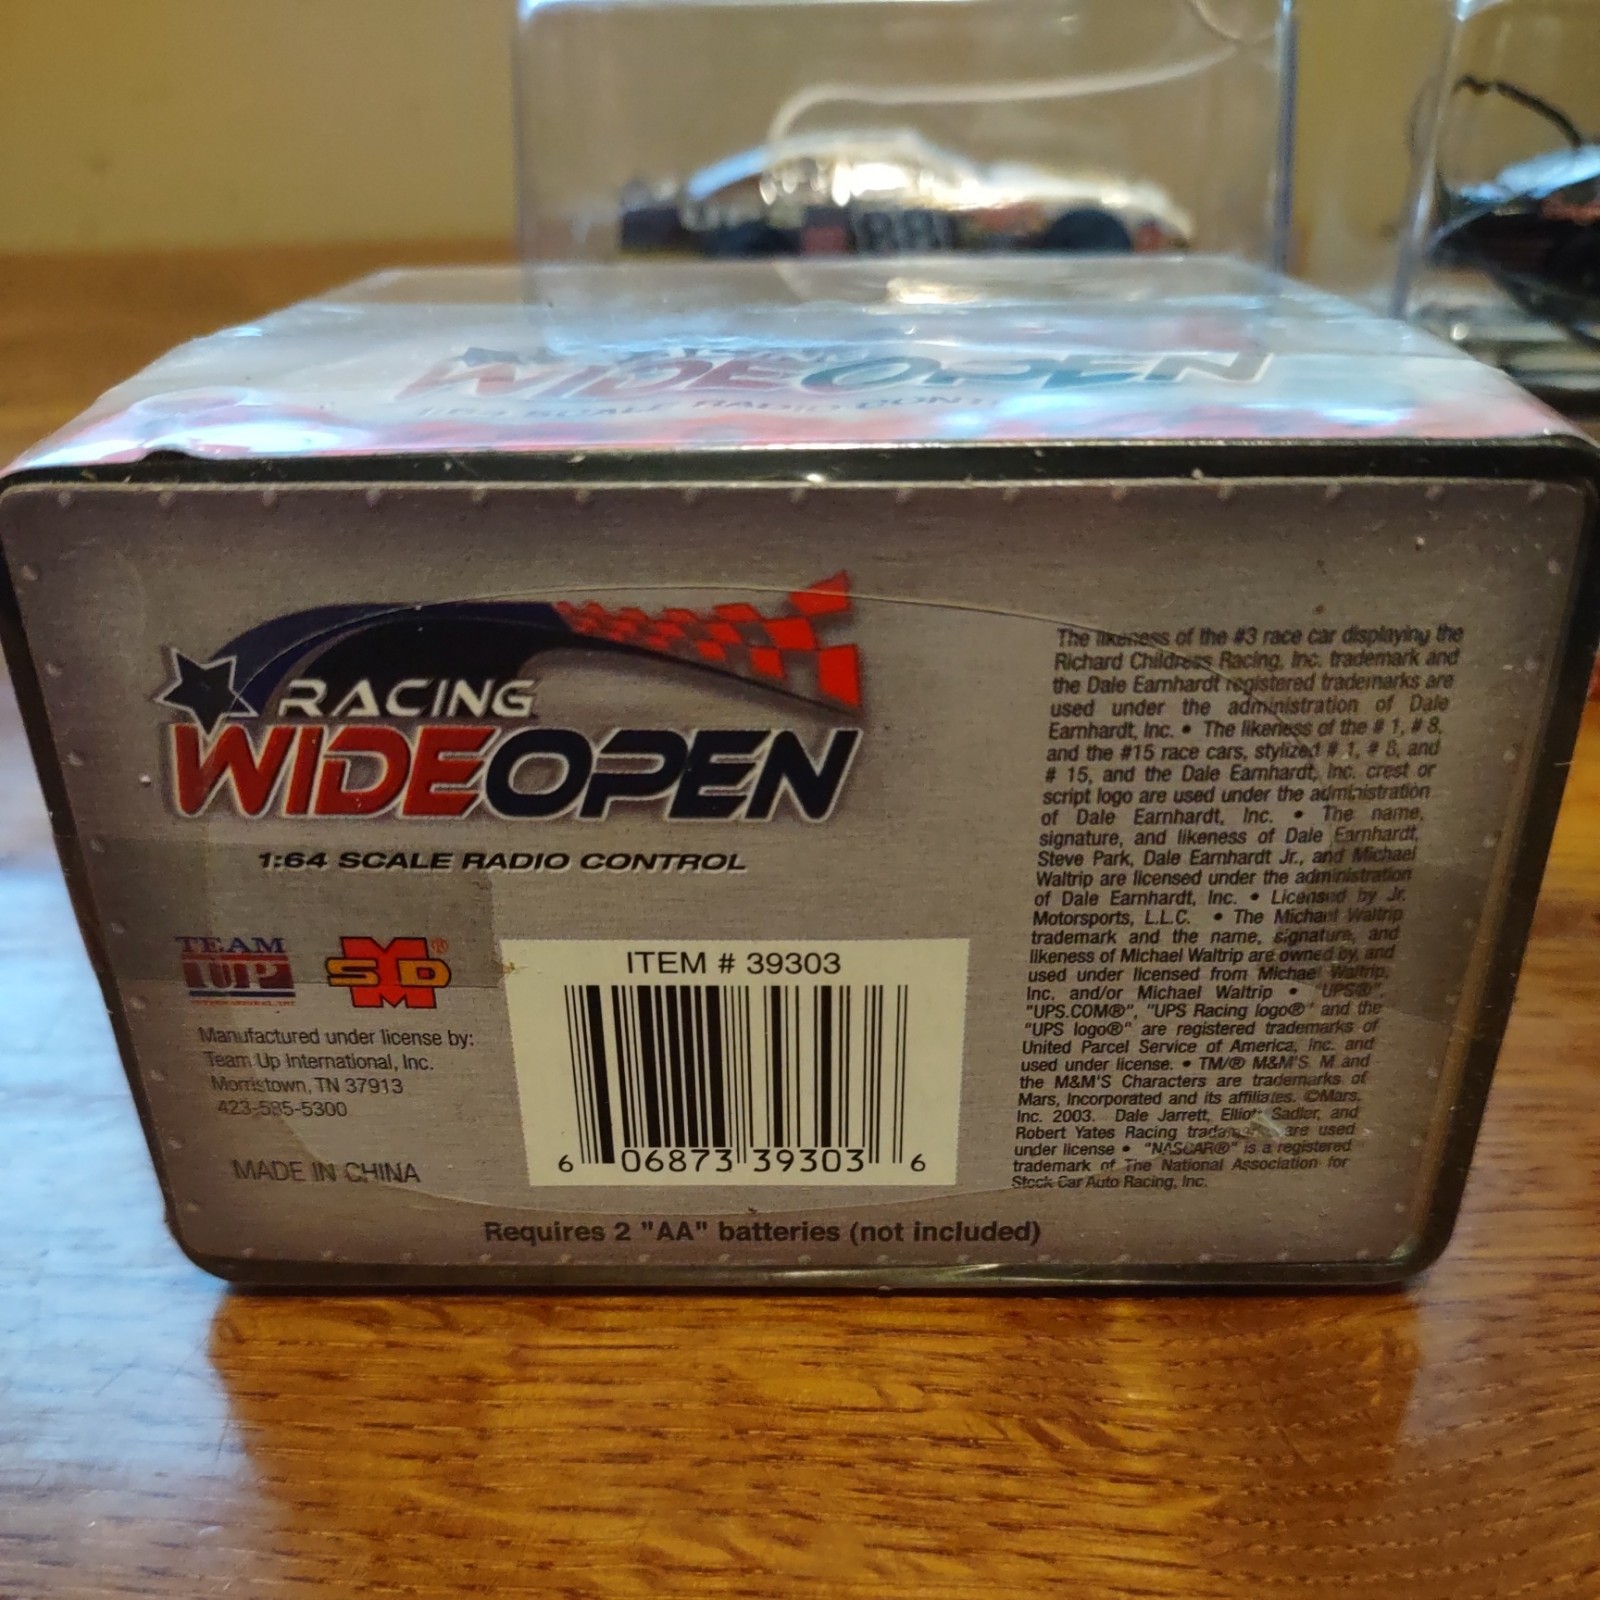 WIDEOPEN
1:64 SCALE RADIO CONT
88
RACING
WIDEOPEN
1:64 SCALE RADIO CONTROL
TEAM
UP
MSDM®
Manufactured under license by:
Team Up International, Inc.
Morristown, TN 37913
423-585-5300
MADE IN CHINA
ITEM # 39303
6 06873 39303 6
Requires 2 "AA" batteries (not included)
The likeness of the #3 race car displaying the
Richard Childress Racing, Inc. trademark and
the Dale Earnhardt registered trademarks are
used under the administration of Dale
Earnhardt, Inc. • The likeness of the # 1, # 8,
and the #15 race cars, stylized # 1, # 8, and
# 15, and the Dale Earnhardt, Inc. crest or
script logo are used under the administration
of Dale Earnhardt, Inc. • The name,
signature, and likeness of Dale Earnhardt,
Steve Park, Dale Earnhardt Jr., and Michael
Waltrip are licensed under the administration
of Dale Earnhardt, Inc. • Licensed by Jr.
Motorsports, L.L.C. • The Michael Waltrip
trademark and the name, signature, and
likeness of Michael Waltrip are owned by and
used under licensed from Michael Waltrip,
Inc. and/or Michael Waltrip • "UPS®",
"UPS.COM®", "UPS Racing logo®" and the
"UPS logo®" are registered trademarks of
United Parcel Service of America, Inc. and
used under license. • TM/® M&M'S M and
the M&M'S Characters are trademarks of
Mars, Incorporated and its affiliates. ©Mars,
Inc. 2003. Dale Jarrett, Elliott Sadler, and
Robert Yates Racing trademarks are used
under license • "NASCAR®" is a registered
trademark of The National Association for
Stock Car Auto Racing, Inc.